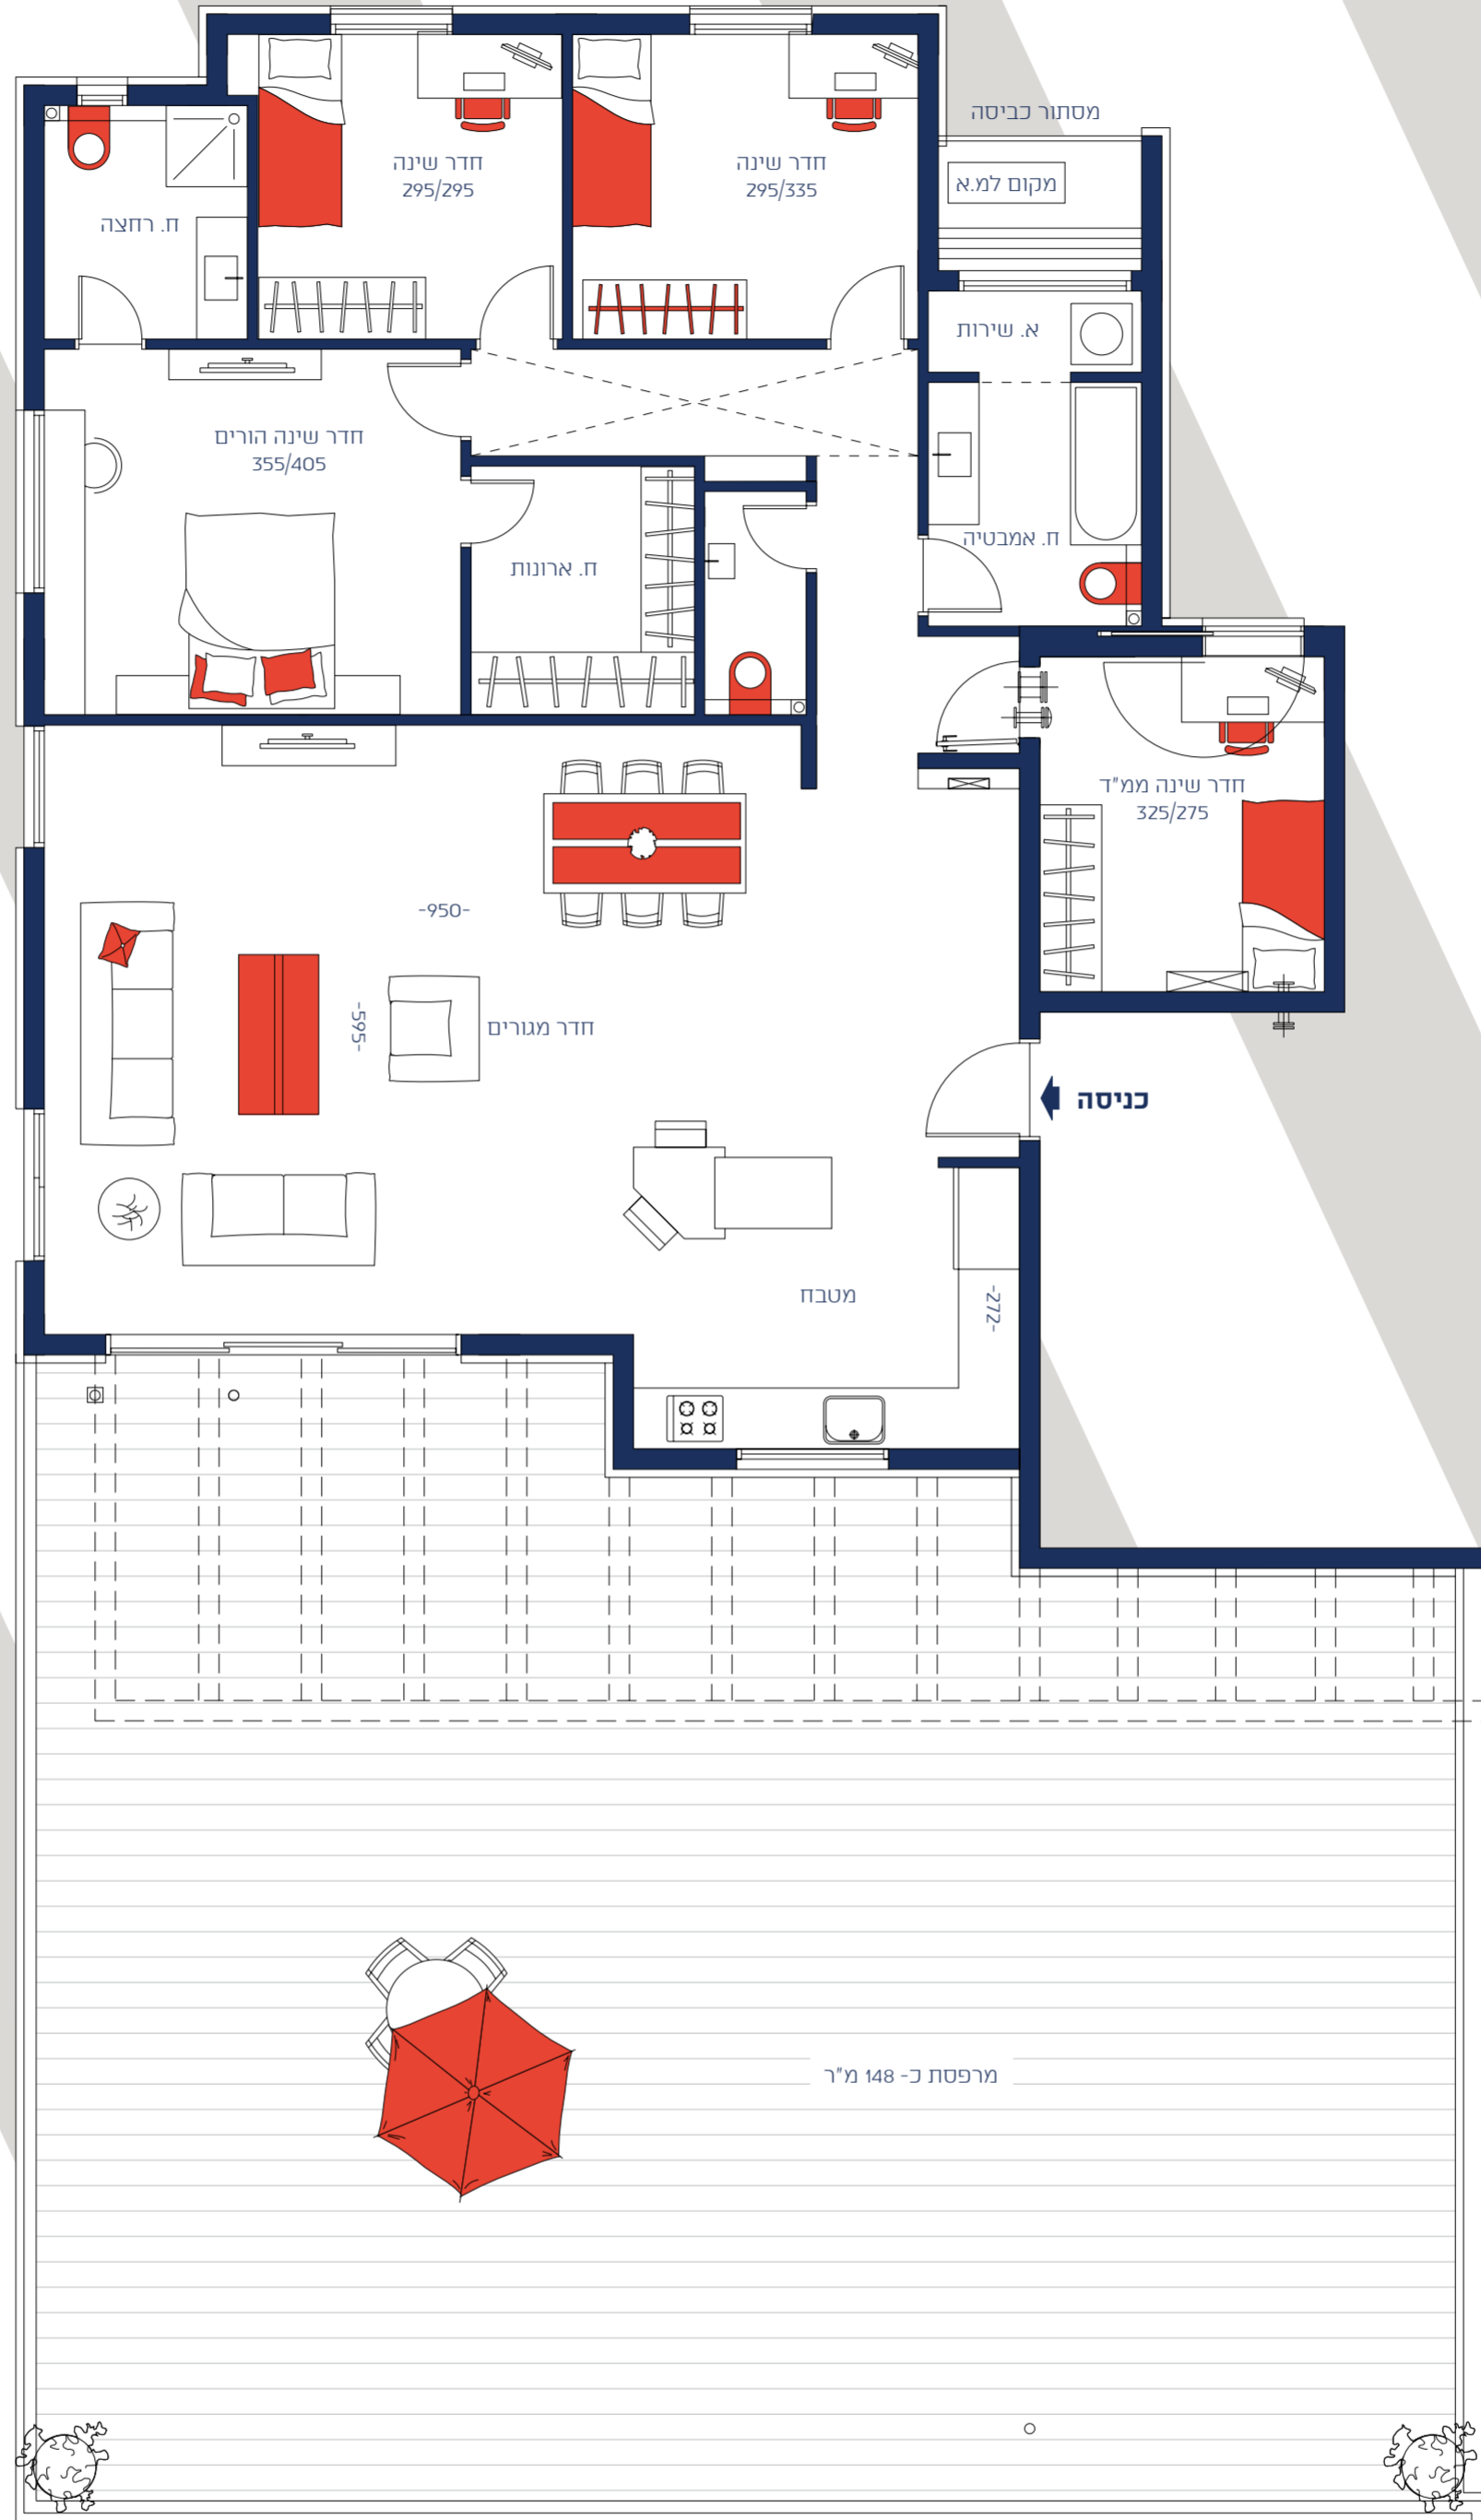 מסתור כביסה
חדר שינה
295/295
חדר שינה
295/335
מקום למ.א
ח. רחצה
א. שירות
חדר שינה הורים
355/405
ח. אמבטיה
ח. ארונות
חדר שינה ממ"ד
325/275
-950-
-595-
חדר מגורים
כניסה
מטבח
-272-
מרפסת כ- 148 מ"ר